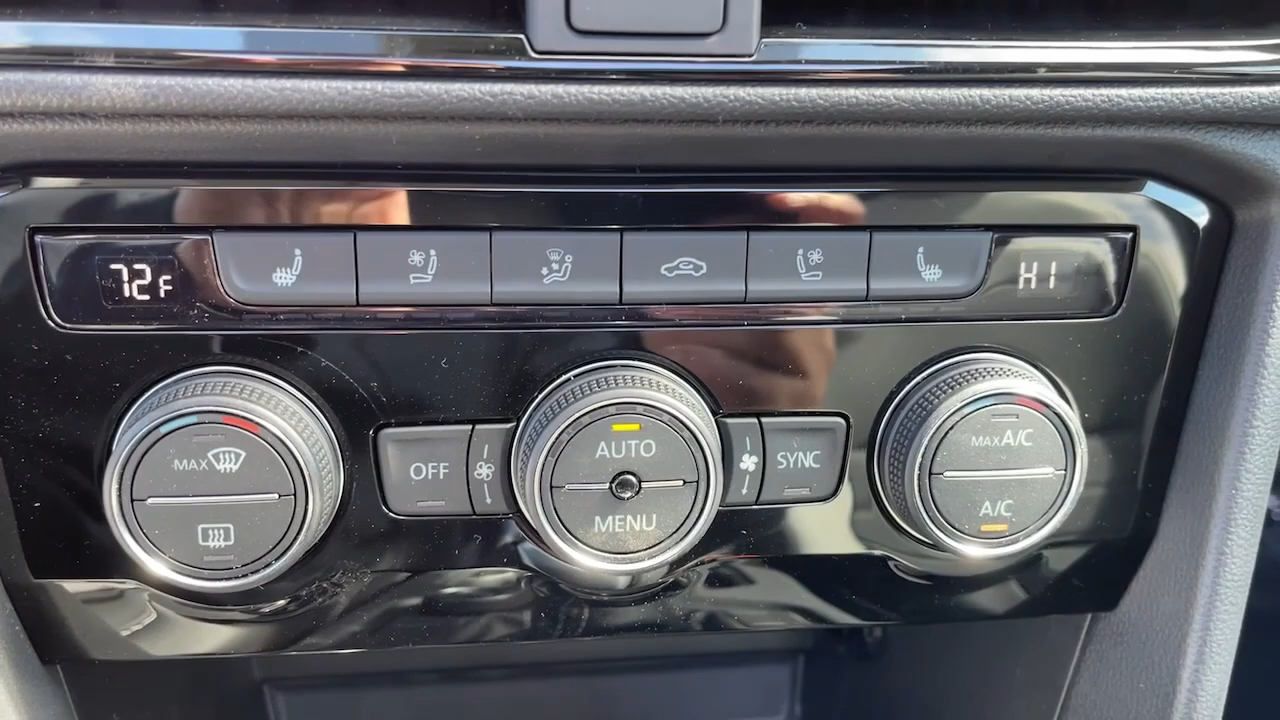 72F
HI
MAX
OFF
AUTO
MENU
SYNC
MAX A/C
A/C